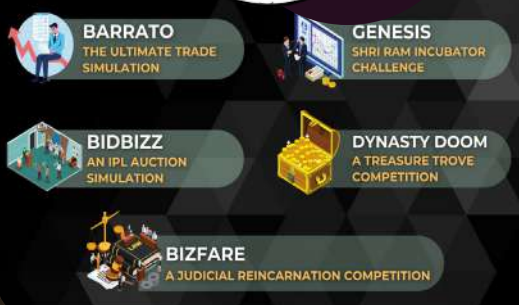 BARRATO
THE ULTIMATE TRADE
SIMULATION
GENESIS
SHRI RAM INCUBATOR
CHALLENGE
BIDBIZZ
AN IPL AUCTION
SIMULATION
DYNASTY DOOM
A TREASURE TROVE
COMPETITION
BIZFARE
A JUDICIAL REINCARNATION COMPETITION